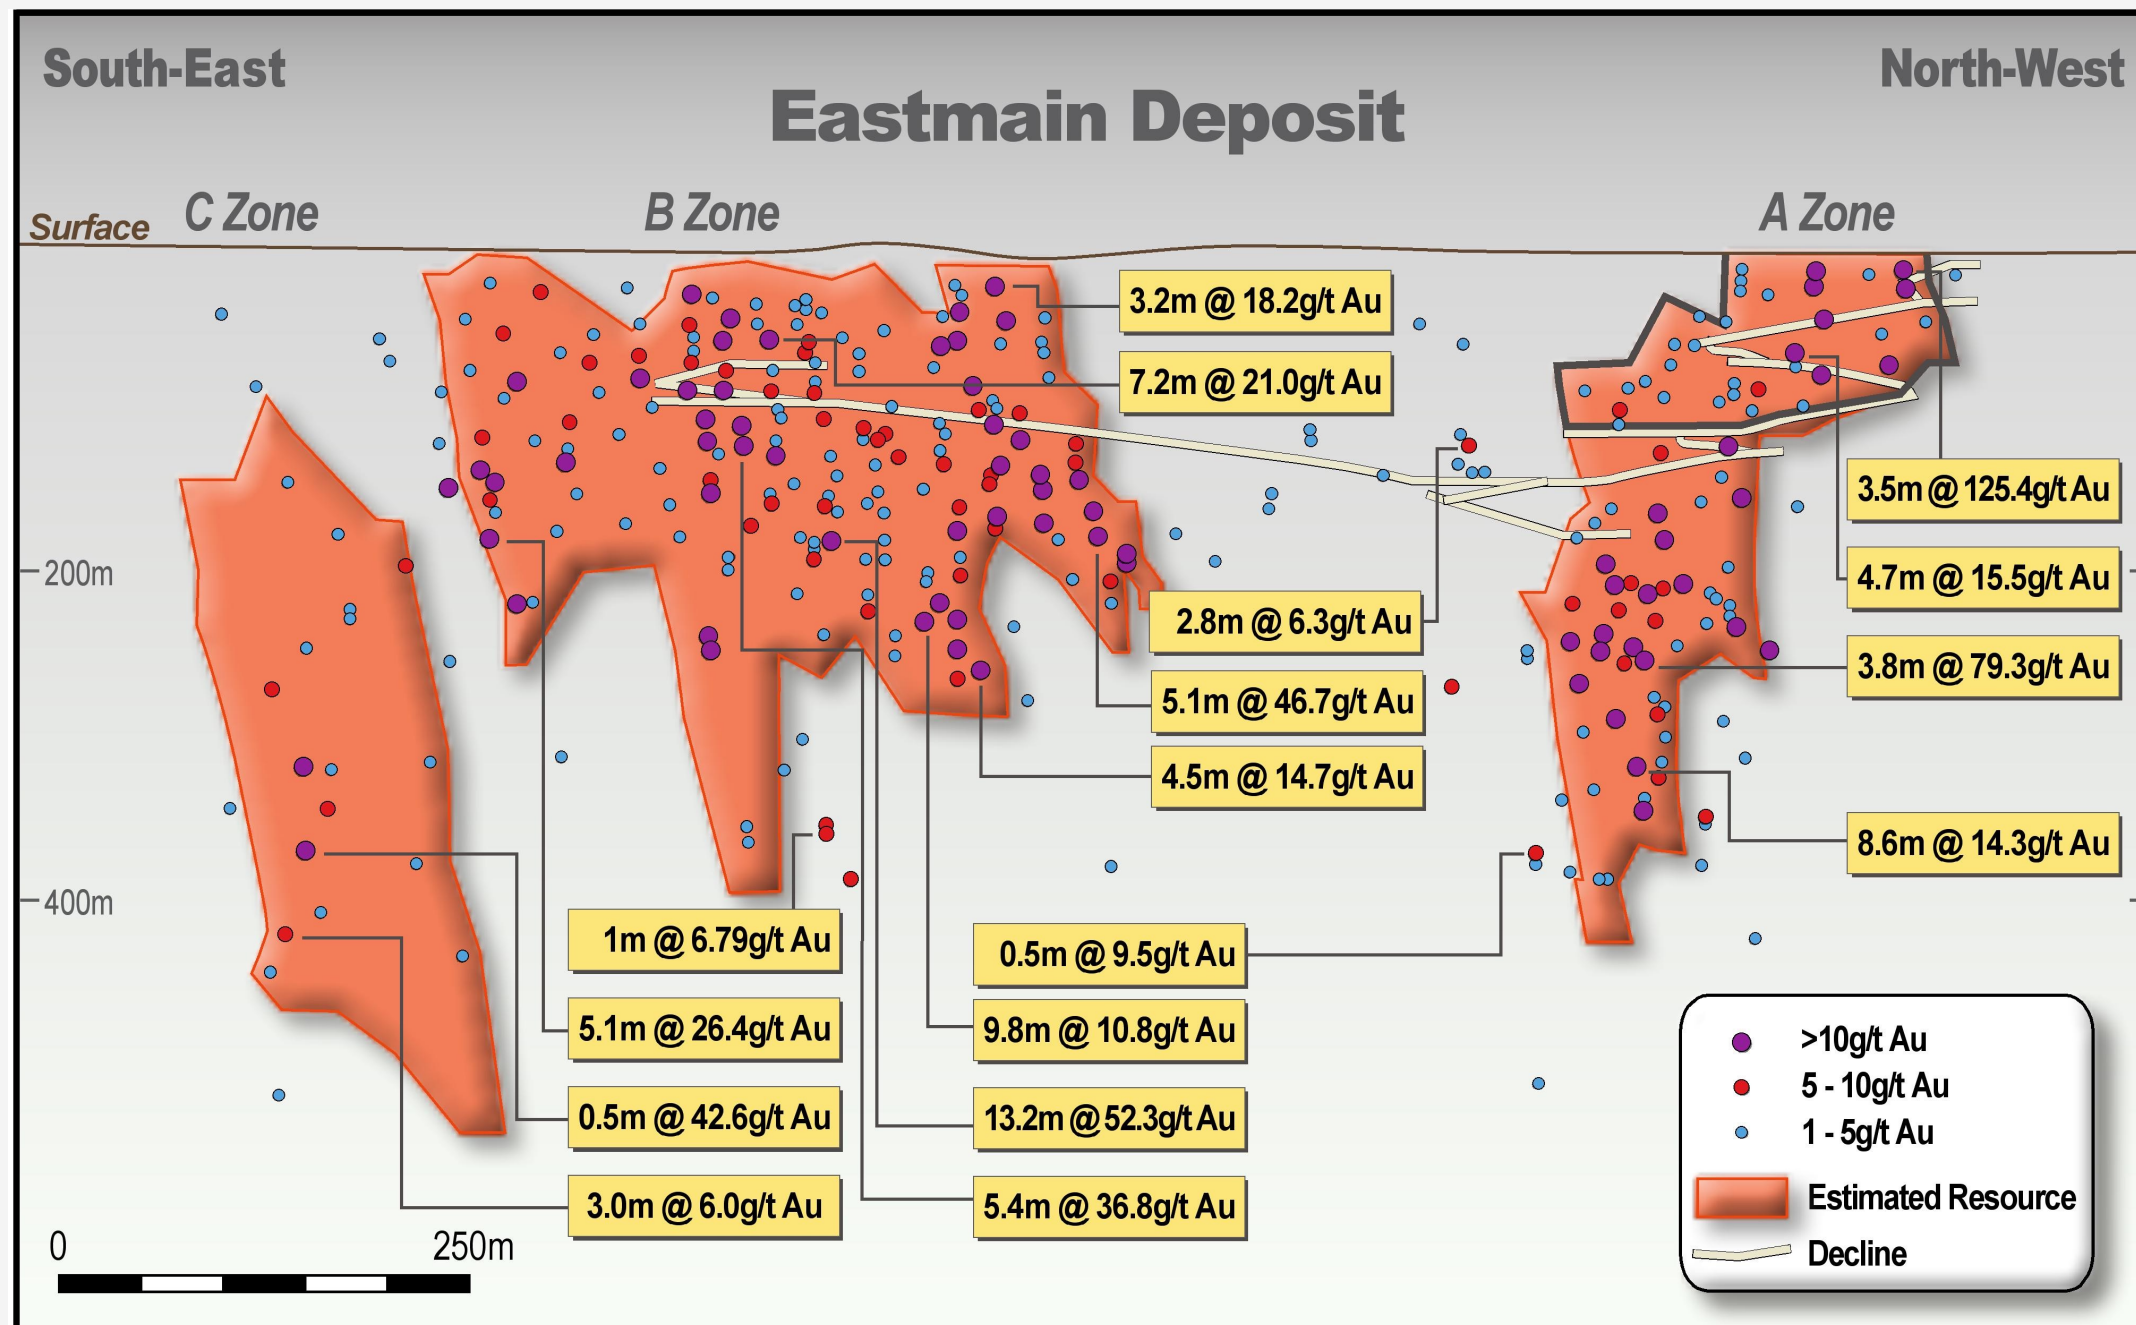 South-East
North-West
Eastmain Deposit
C Zone
B Zone
A Zone
Surface
3.2m @ 18.2g/t Au
7.2m @ 21.0g/t Au
3.5m @ 125.4g/t Au
200m
4.7m @ 15.5g/t Au
2.8m @ 6.3g/t Au
3.8m @ 79.3g/t Au
5.1m @ 46.7g/t Au
4.5m @ 14.7g/t Au
8.6m @ 14.3g/t Au
400m
1m @ 6.79g/t Au
0.5m @ 9.5g/t Au
5.1m @ 26.4g/t Au
9.8m @ 10.8g/t Au
0.5m @ 42.6g/t Au
13.2m @ 52.3g/t Au
3.0m @ 6.0g/t Au
5.4m @ 36.8g/t Au
>10g/t Au
5 - 10g/t Au
1 - 5g/t Au
Estimated Resource
Decline
0
250m